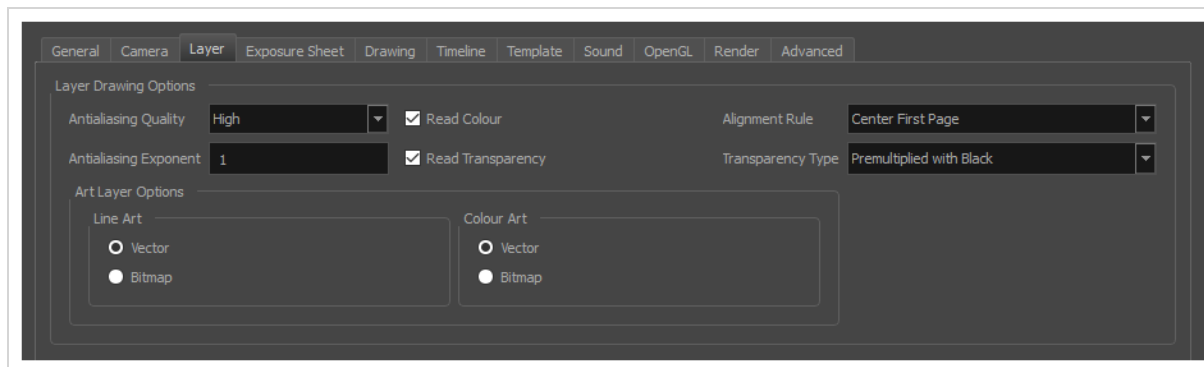 General Camera Layer Exposure Sheet Drawing Timeline Template Sound OpenGL Render Advanced
Layer Drawing Options
Antialiasing Quality High Read Colour Alignment Rule Center First Page
Antialiasing Exponent 1 Read Transparency Transparency Type Premultiplied with Black
Art Layer Options
Line Art Colour Art
Vector Vector
Bitmap Bitmap